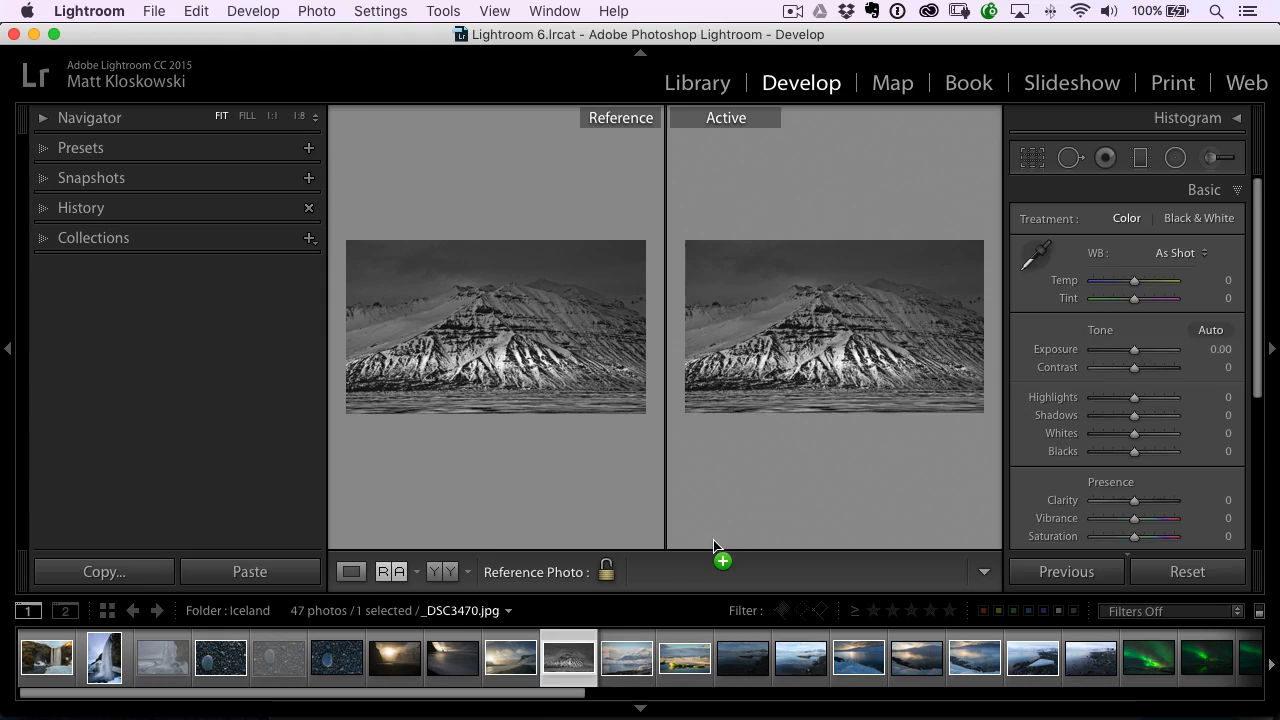 Lightroom File Edit Develop Photo Settings Tools View Window Help 100%
Lr Lightroom 6.lrcat - Adobe Photoshop Lightroom - Develop
Lr Adobe Lightroom CC 2015
Matt Kloskowski
Library | Develop | Map | Book | Slideshow | Print | Web
Navigator FIT FILL 1:1 1:8
Presets
Snapshots
History
Collections
Copy...
Paste
Reference
Active
Histogram
Basic
Treatment : Color | Black & White
WB : As Shot
Temp 0
Tint 0
Tone Auto
Exposure 0.00
Contrast 0
Highlights 0
Shadows 0
Whites 0
Blacks 0
Presence
Clarity 0
Vibrance 0
Saturation 0
R A Y Y Reference Photo :
Previous
Reset
1 2 Folder : Iceland 47 photos / 1 selected / _DSC3470.jpg Filter : ≥ Filters Off